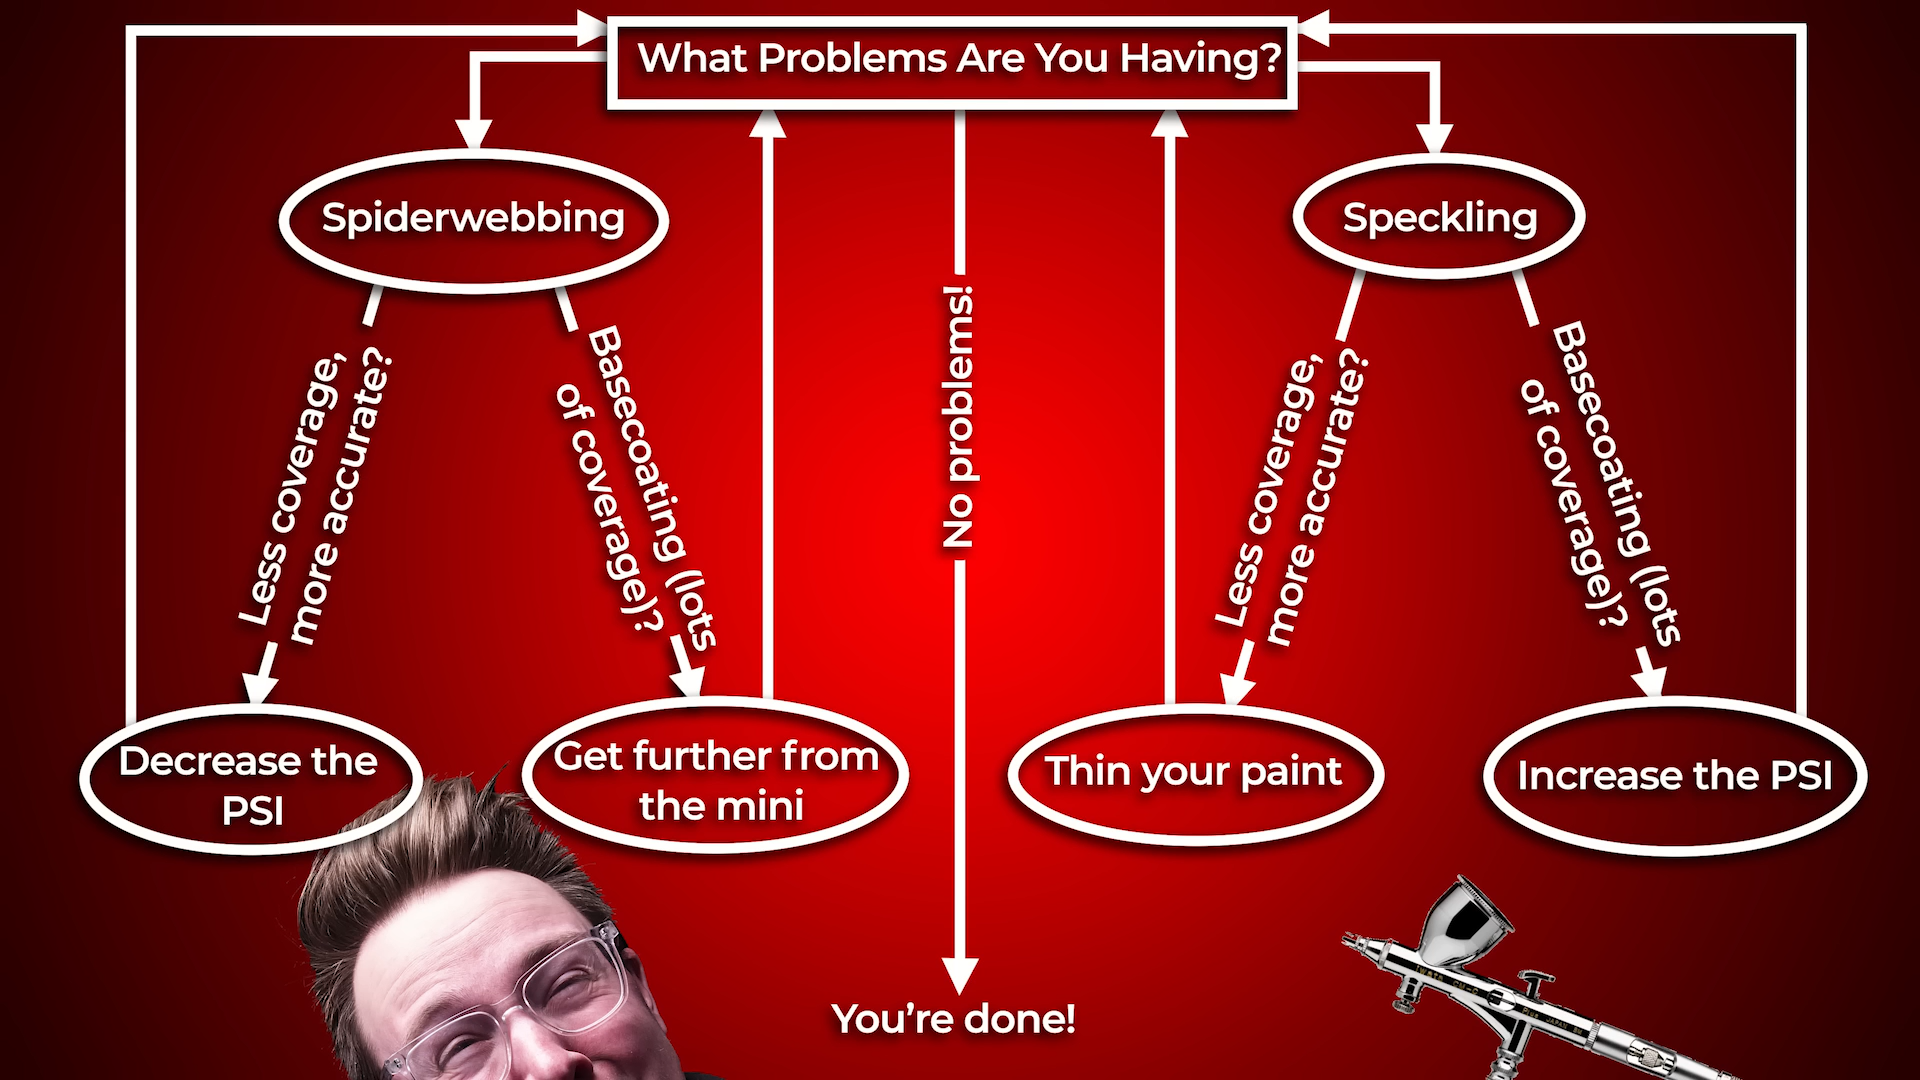 What Problems Are You Having?
Spiderwebbing
Speckling
Less coverage,
more accurate?
Basecoating (lots
of coverage)?
No problems!
Less coverage,
more accurate?
Basecoating (lots
of coverage)?
Decrease the
PSI
Get further from
the mini
Thin your paint
Increase the PSI
You're done!
IWATA